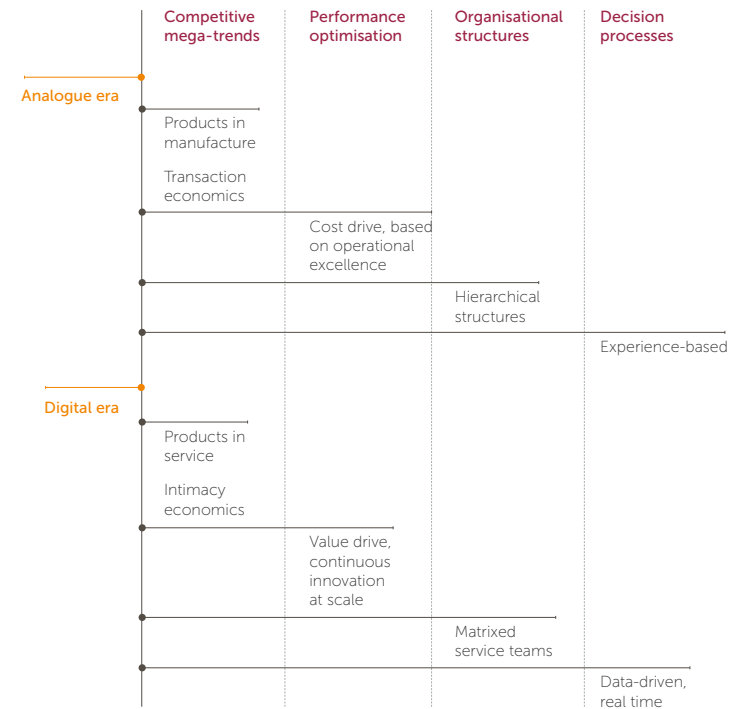 Competitive
mega-trends
Performance
optimisation
Organisational
structures
Decision
processes
Analogue era
Products in
manufacture
Transaction
economics
Cost drive, based
on operational
excellence
Hierarchical
structures
Experience-based
Digital era
Products in
service
Intimacy
economics
Value drive,
continuous
innovation
at scale
Matrixed
service teams
Data-driven,
real time